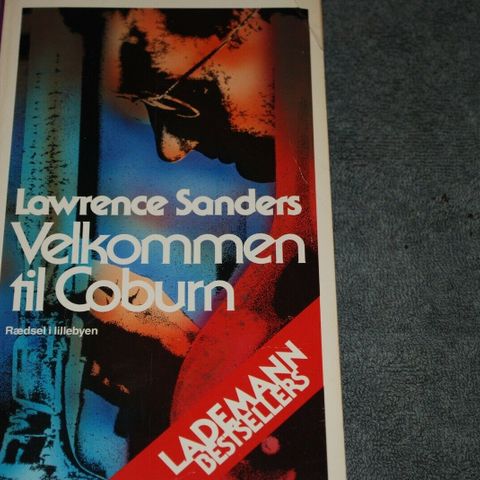 Lawrence Sanders
Velkommen
til Coburn
Rædsel i lillebyen
LADEMANN
BESTSELLERS